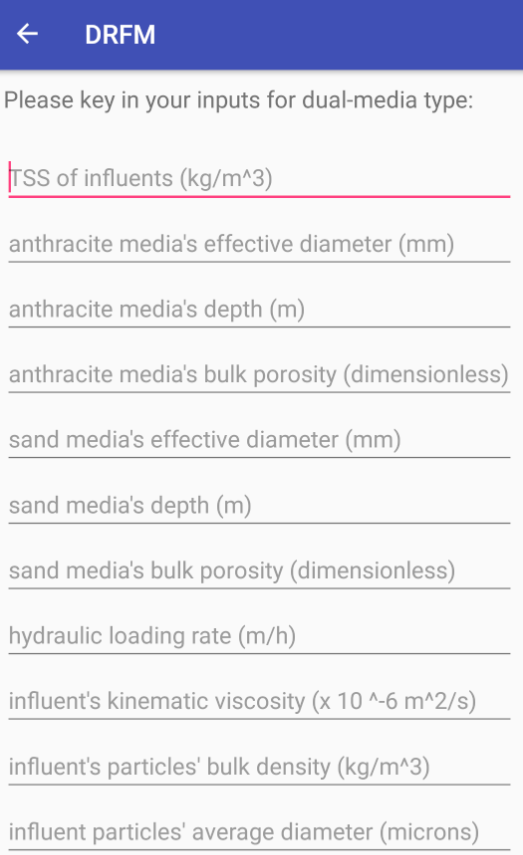 DRFM
Please key in your inputs for dual-media type:
TSS of influents (kg/m^3)
anthracite media's effective diameter (mm)
anthracite media's depth (m)
anthracite media's bulk porosity (dimensionless)
sand media's effective diameter (mm)
sand media's depth (m)
sand media's bulk porosity (dimensionless)
hydraulic loading rate (m/h)
influent's kinematic viscosity (x 10 ^-6 m^2/s)
influent's particles' bulk density (kg/m^3)
influent particles' average diameter (microns)